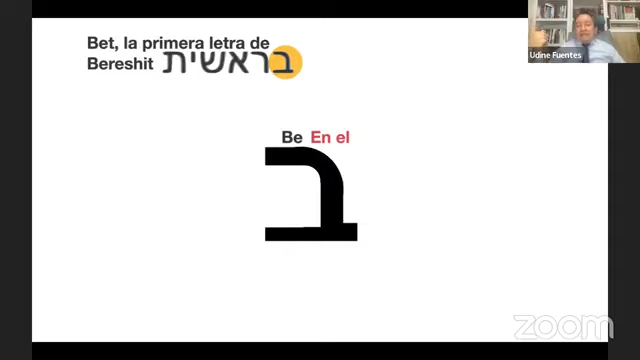 Bet, la primera letra de
Bereshit בראשית
Be En el
ב
Udine Fuentes
zoom